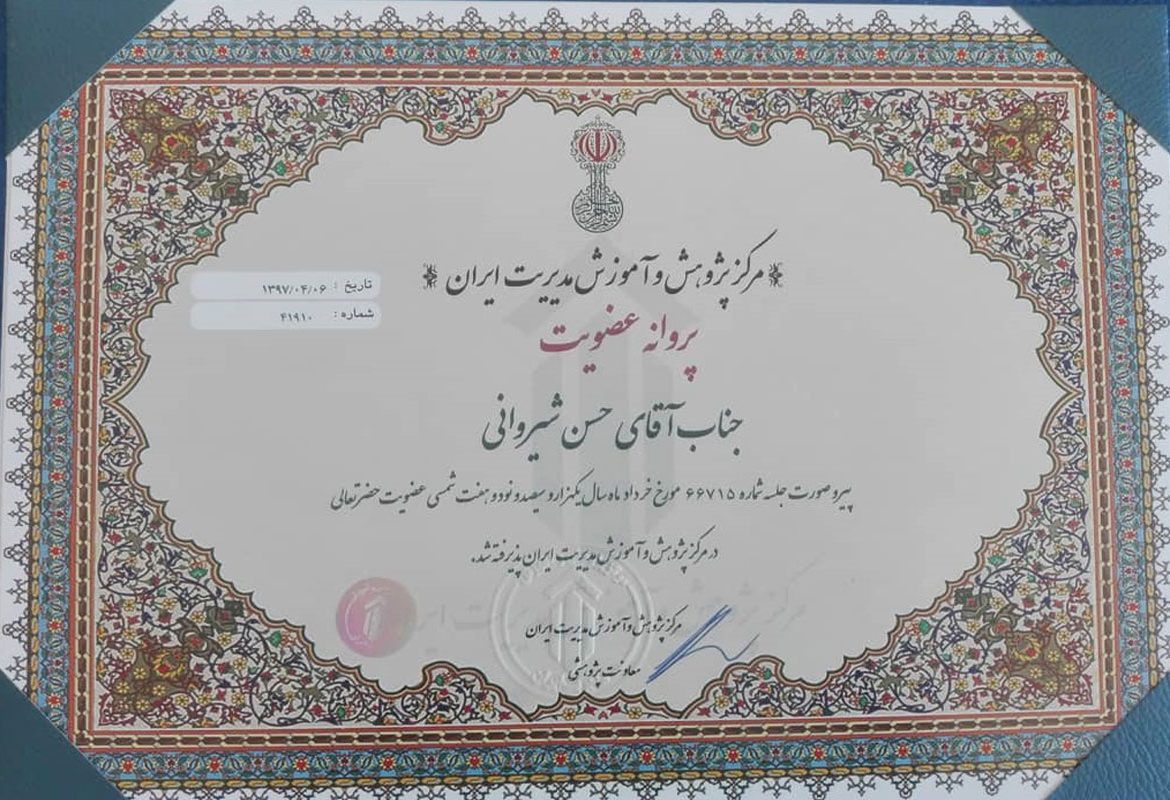 مرکز پژوهش و آموزش مدیریت ایران
تاریخ : ۱۳۹۷/۰۴/۰۶
شماره : ۴۱۹۱۰
پروانه عضویت
جناب آقای حسن شیروانی
پیرو صورت جلسه شماره ۶۶۷۱۵ مورخ خرداد ماه سال یکهزار و سیصد و نود و هفت شمسی عضویت حضرتعالی
در مرکز پژوهش و آموزش مدیریت ایران پذیرفته شد.
مرکز پژوهش و آموزش مدیریت ایران
معاونت پژوهشی